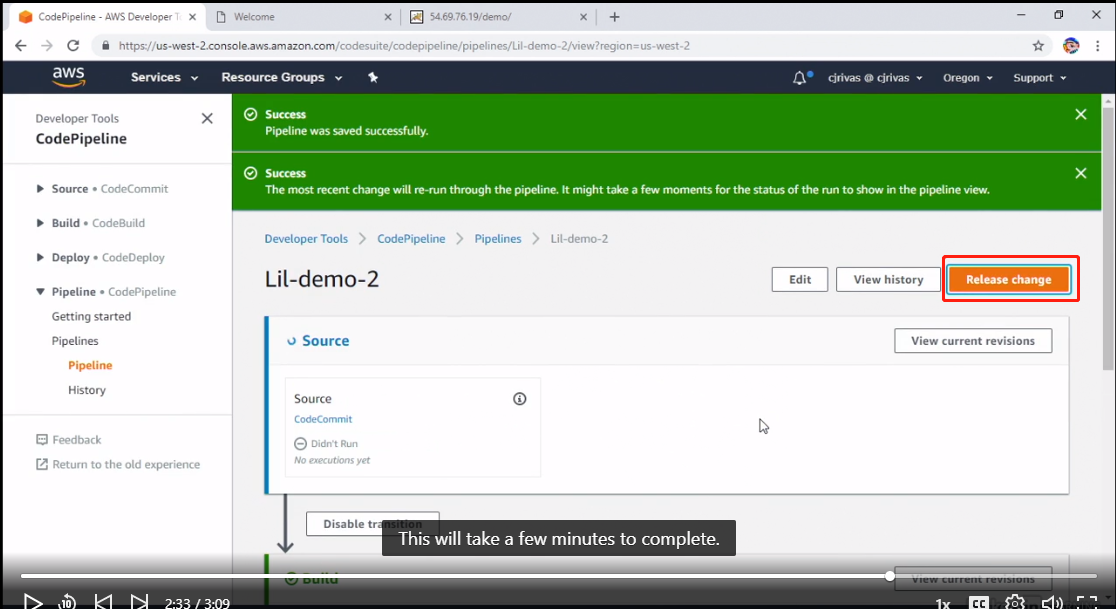 CodePipeline - AWS Developer T
Welcome
54.69.76.19/demo/
https://us-west-2.console.aws.amazon.com/codesuite/codepipeline/pipelines/Lil-demo-2/view?region=us-west-2
aws Services Resource Groups cjrivas @ cjrivas Oregon Support
Developer Tools
CodePipeline
Source • CodeCommit
Build • CodeBuild
Deploy • CodeDeploy
Pipeline • CodePipeline
Getting started
Pipelines
Pipeline
History
Feedback
Return to the old experience
Success
Pipeline was saved successfully.
Success
The most recent change will re-run through the pipeline. It might take a few moments for the status of the run to show in the pipeline view.
Developer Tools > CodePipeline > Pipelines > Lil-demo-2
Lil-demo-2
Edit View history Release change
Source View current revisions
Source
CodeCommit
Didn't Run
No executions yet
Disable transition
This will take a few minutes to complete.
Build View current revisions
10 2:33 / 3:09 1x CC